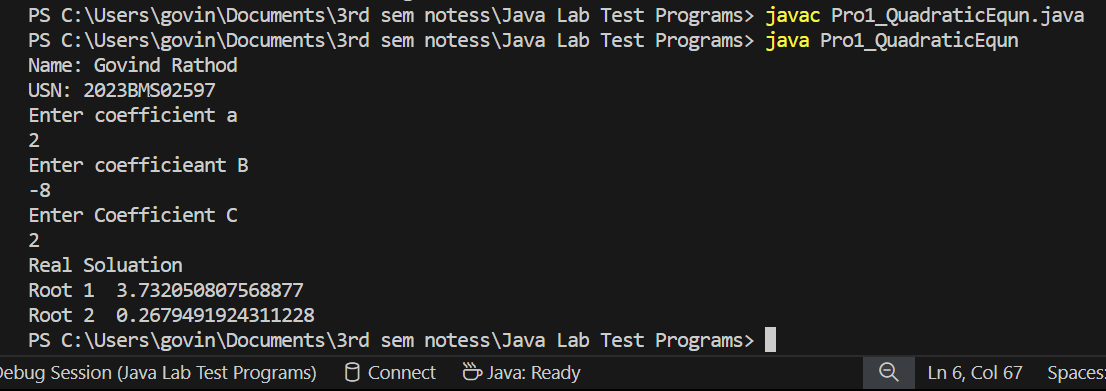 PS C:\Users\govin\Documents\3rd sem notess\Java Lab Test Programs> javac Pro1_QuadraticEqun.java
PS C:\Users\govin\Documents\3rd sem notess\Java Lab Test Programs> java Pro1_QuadraticEqun
Name: Govind Rathod
USN: 2023BMS02597
Enter coefficient a
2
Enter coefficieant B
-8
Enter Coefficient C
2
Real Soluation
Root 1  3.732050807568877
Root 2  0.2679491924311228
PS C:\Users\govin\Documents\3rd sem notess\Java Lab Test Programs>
ebug Session (Java Lab Test Programs) Connect Java: Ready Ln 6, Col 67 Spaces: